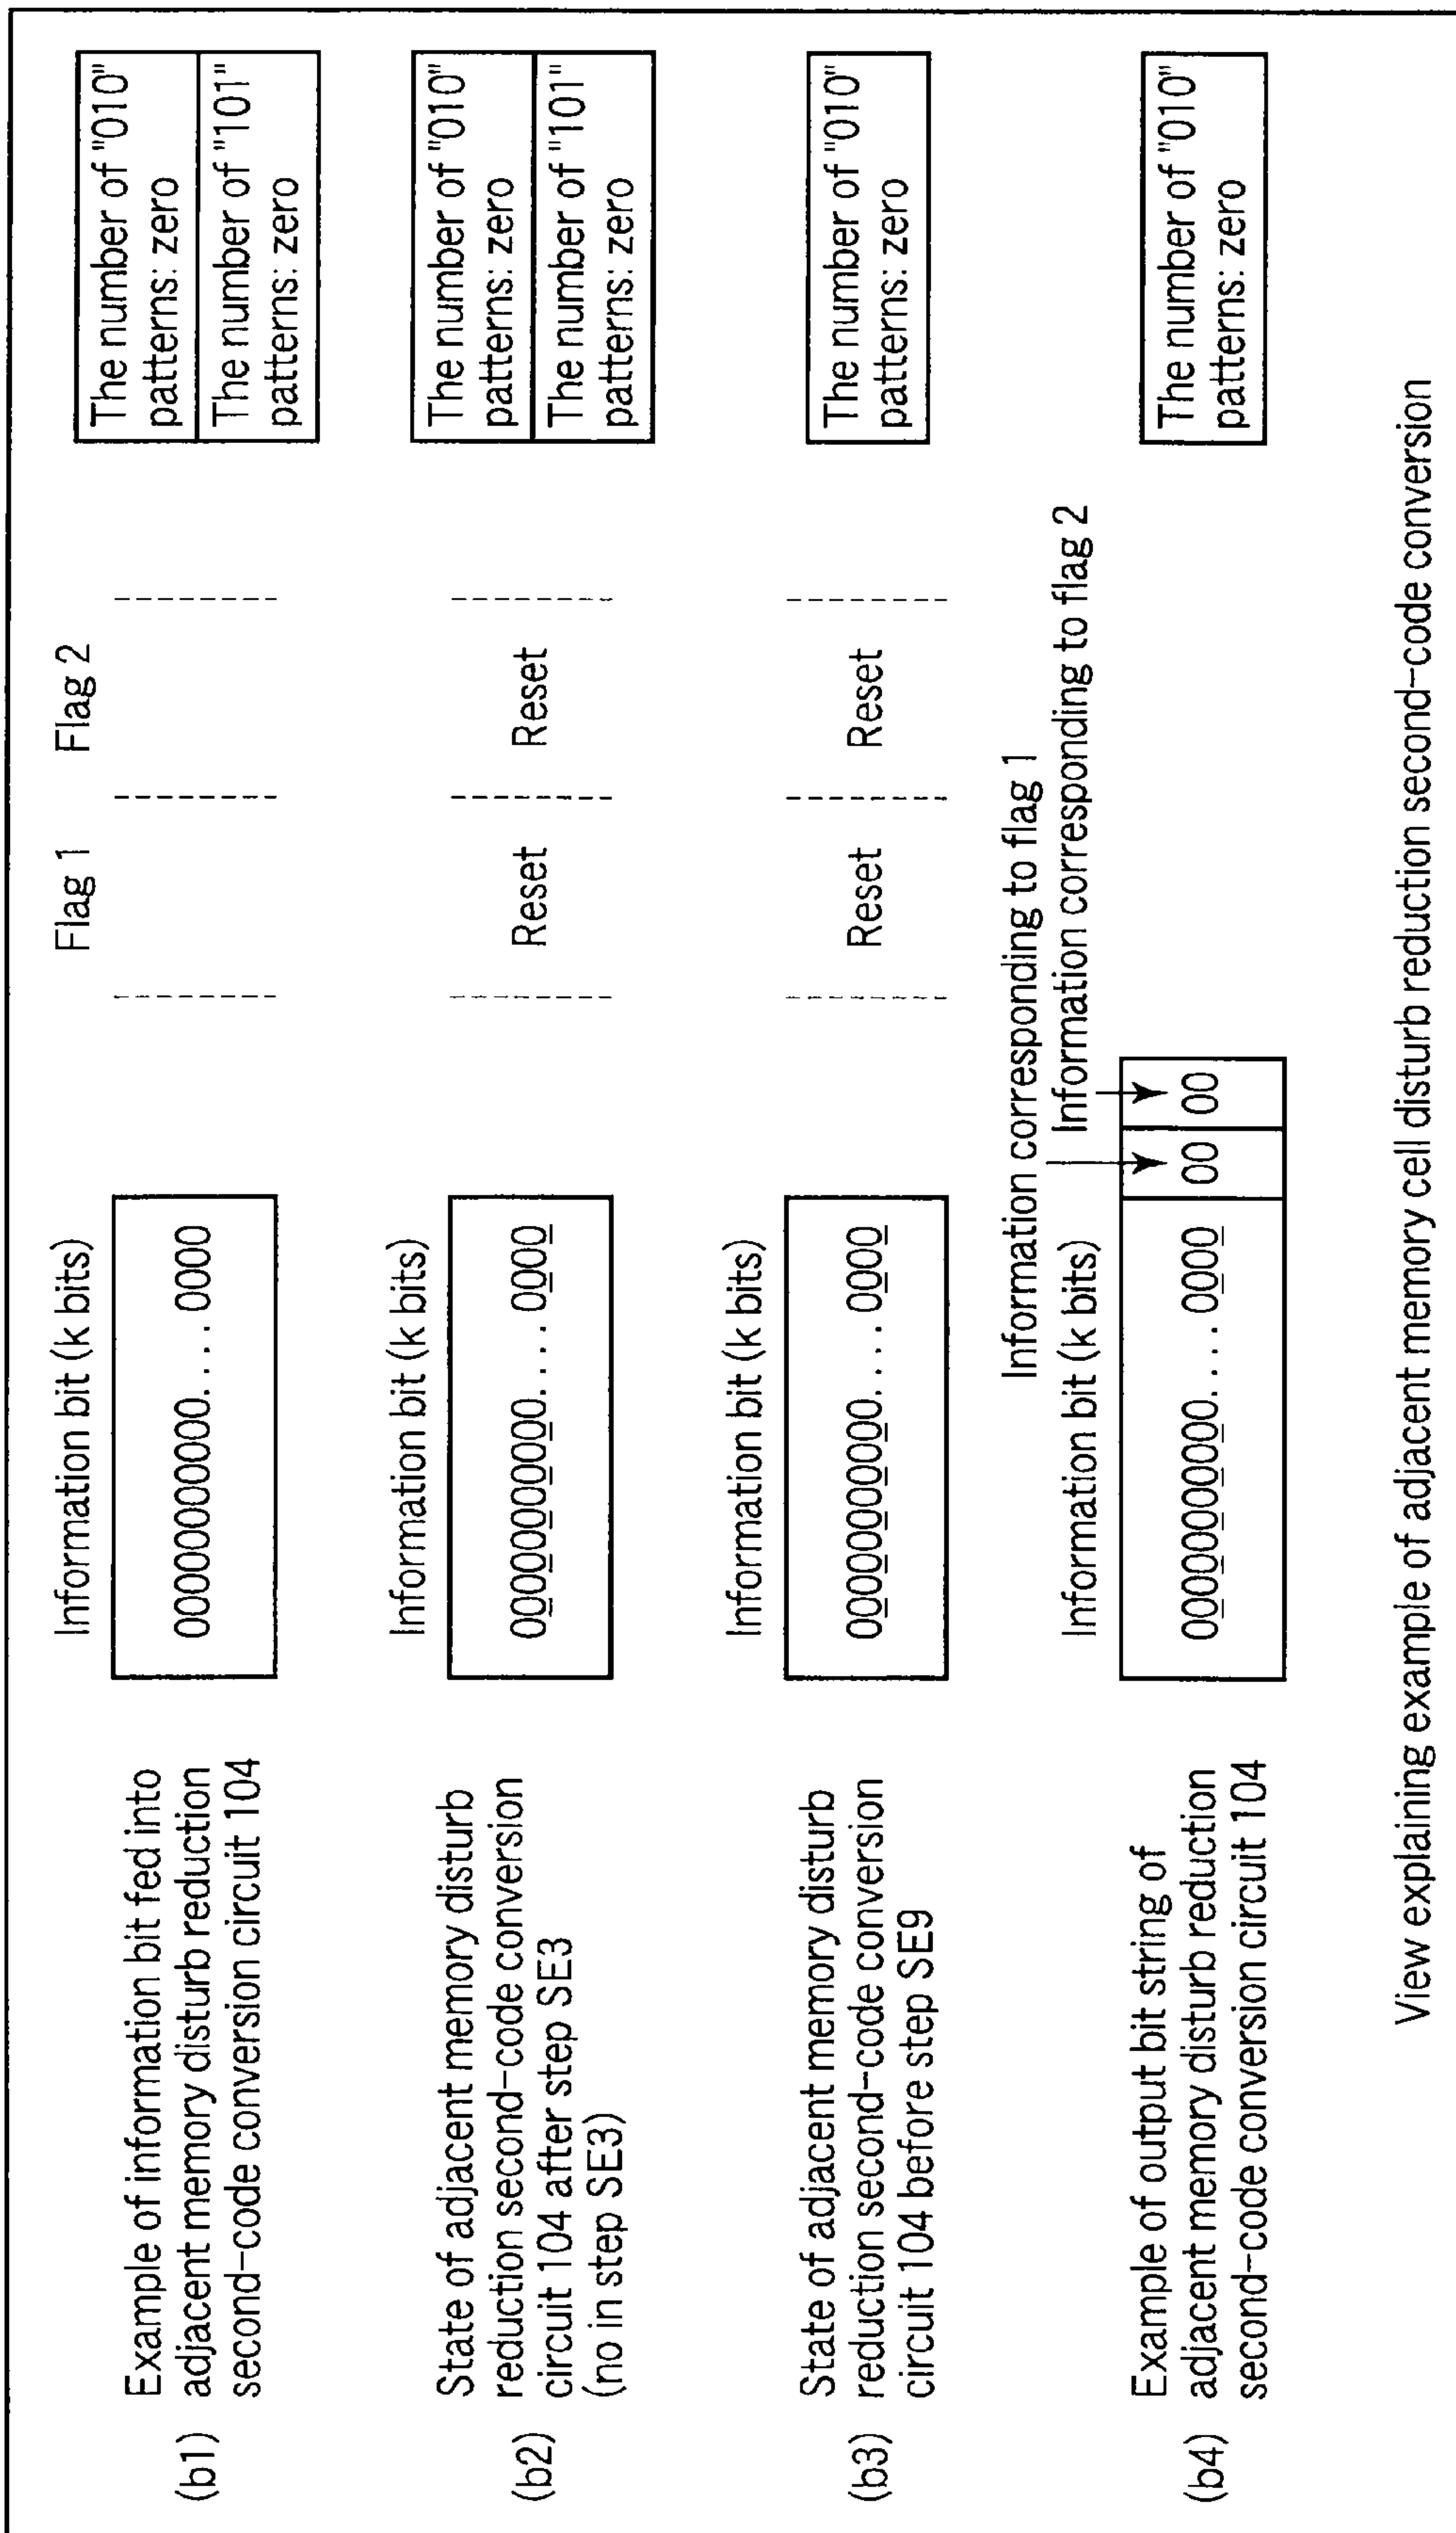 Information bit (k bits)
Flag 1
Flag 2
(b1)
Example of information bit fed into
adjacent memory disturb reduction
second-code conversion circuit 104
00000000000. . . . 0000
The number of "010"
patterns: zero
The number of "101"
patterns: zero
Information bit (k bits)
(b2)
State of adjacent memory disturb
reduction second-code conversion
circuit 104 after step SE3
(no in step SE3)
00000000000. . . . 0000
Reset
Reset
The number of "010"
patterns: zero
The number of "101"
patterns: zero
Information bit (k bits)
(b3)
State of adjacent memory disturb
reduction second-code conversion
circuit 104 before step SE9
00000000000. . . . 0000
Reset
Reset
The number of "010"
patterns: zero
Information corresponding to flag 1
Information corresponding to flag 2
Information bit (k bits)
(b4)
Example of output bit string of
adjacent memory disturb reduction
second-code conversion circuit 104
00000000000. . . . 0000
00
00
The number of "010"
patterns: zero
View explaining example of adjacent memory cell disturb reduction second-code conversion